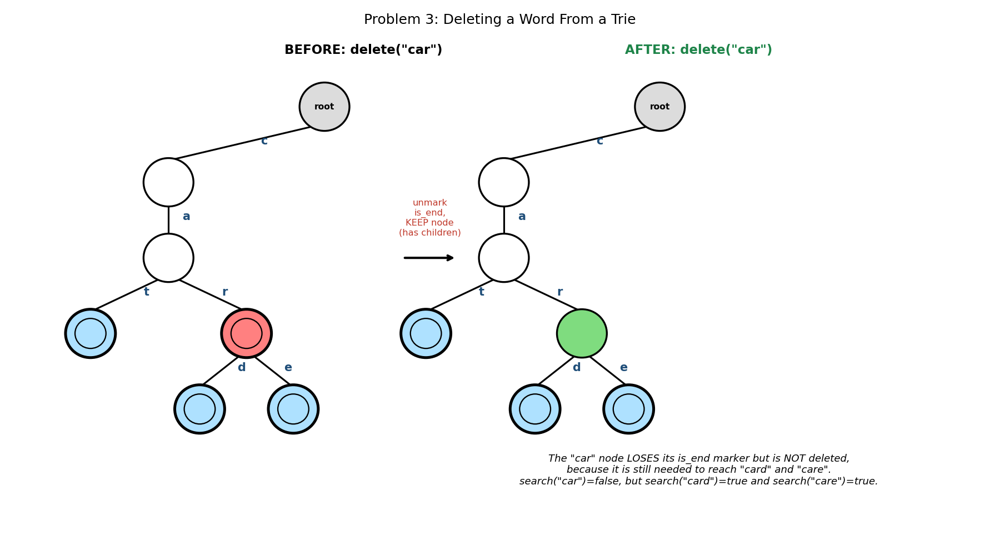 Problem 3: Deleting a Word From a Trie
BEFORE: delete("car")
AFTER: delete("car")
root
root
c
c
unmark
is_end,
KEEP node
(has children)
a
a
t
r
t
r
d
e
d
e
The "car" node LOSES its is_end marker but is NOT deleted,
because it is still needed to reach "card" and "care".
search("car")=false, but search("card")=true and search("care")=true.